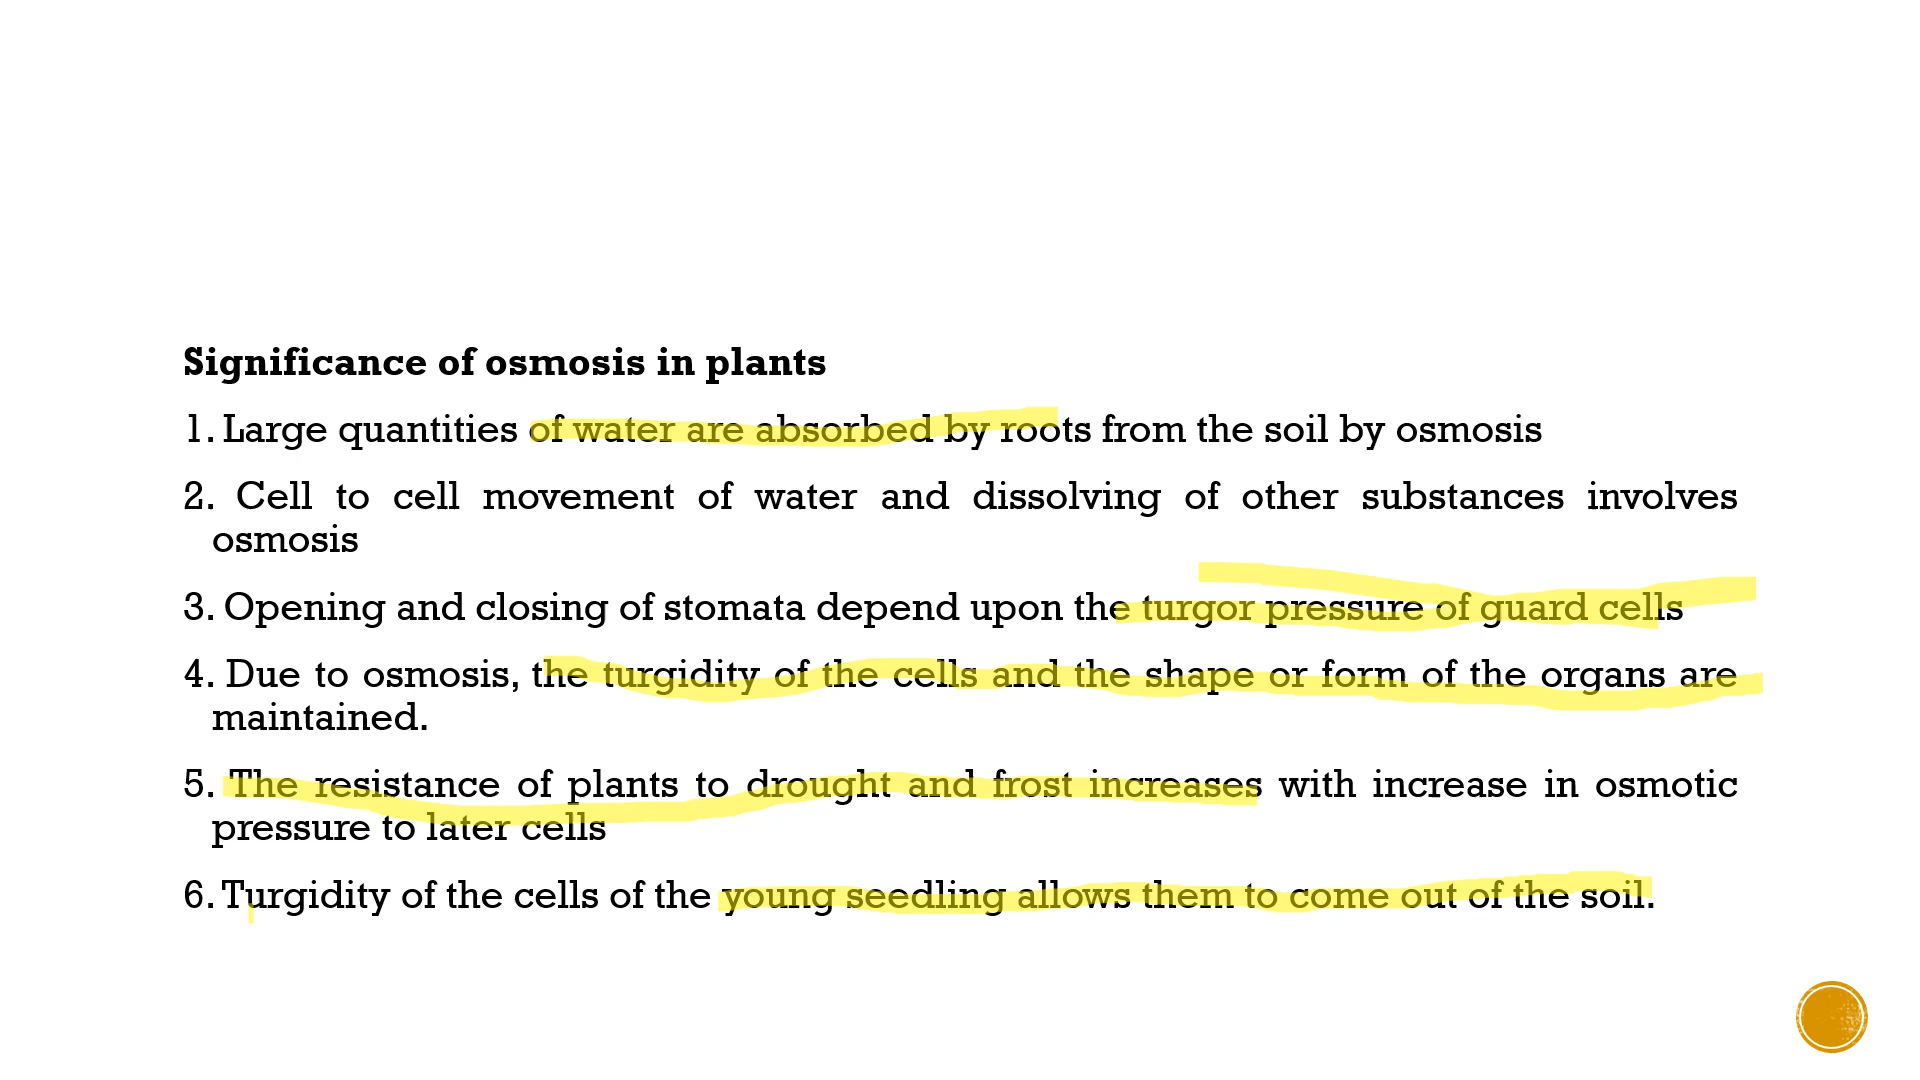 Significance of osmosis in plants
1. Large quantities of water are absorbed by roots from the soil by osmosis
2. Cell to cell movement of water and dissolving of other substances involves
osmosis
3. Opening and closing of stomata depend upon the turgor pressure of guard cells
4. Due to osmosis, the turgidity of the cells and the shape or form of the organs are
maintained.
5. The resistance of plants to drought and frost increases with increase in osmotic
pressure to later cells
6. Turgidity of the cells of the young seedling allows them to come out of the soil.